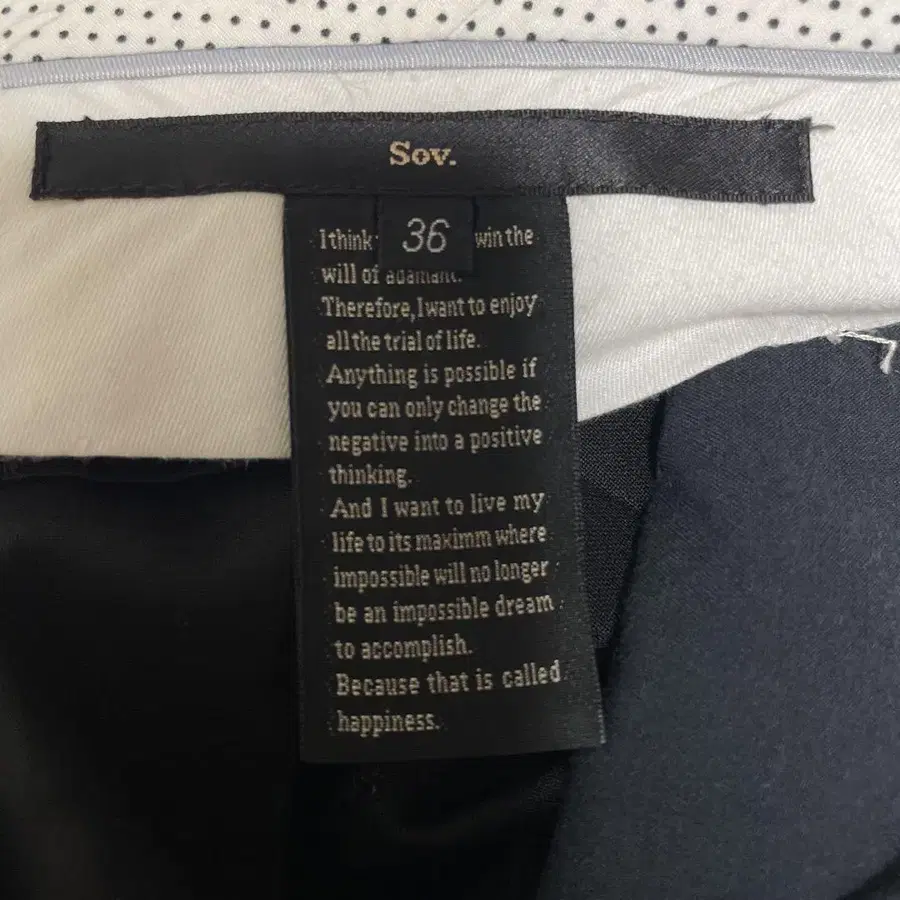 Sov.
36
I think win the
will of adamant.
Therefore, I want to enjoy
all the trial of life.
Anything is possible if
you can only change the
negative into a positive
thinking.
And I want to live my
life to its maximm where
impossible will no longer
be an impossible dream
to accomplish.
Because that is called
happiness.